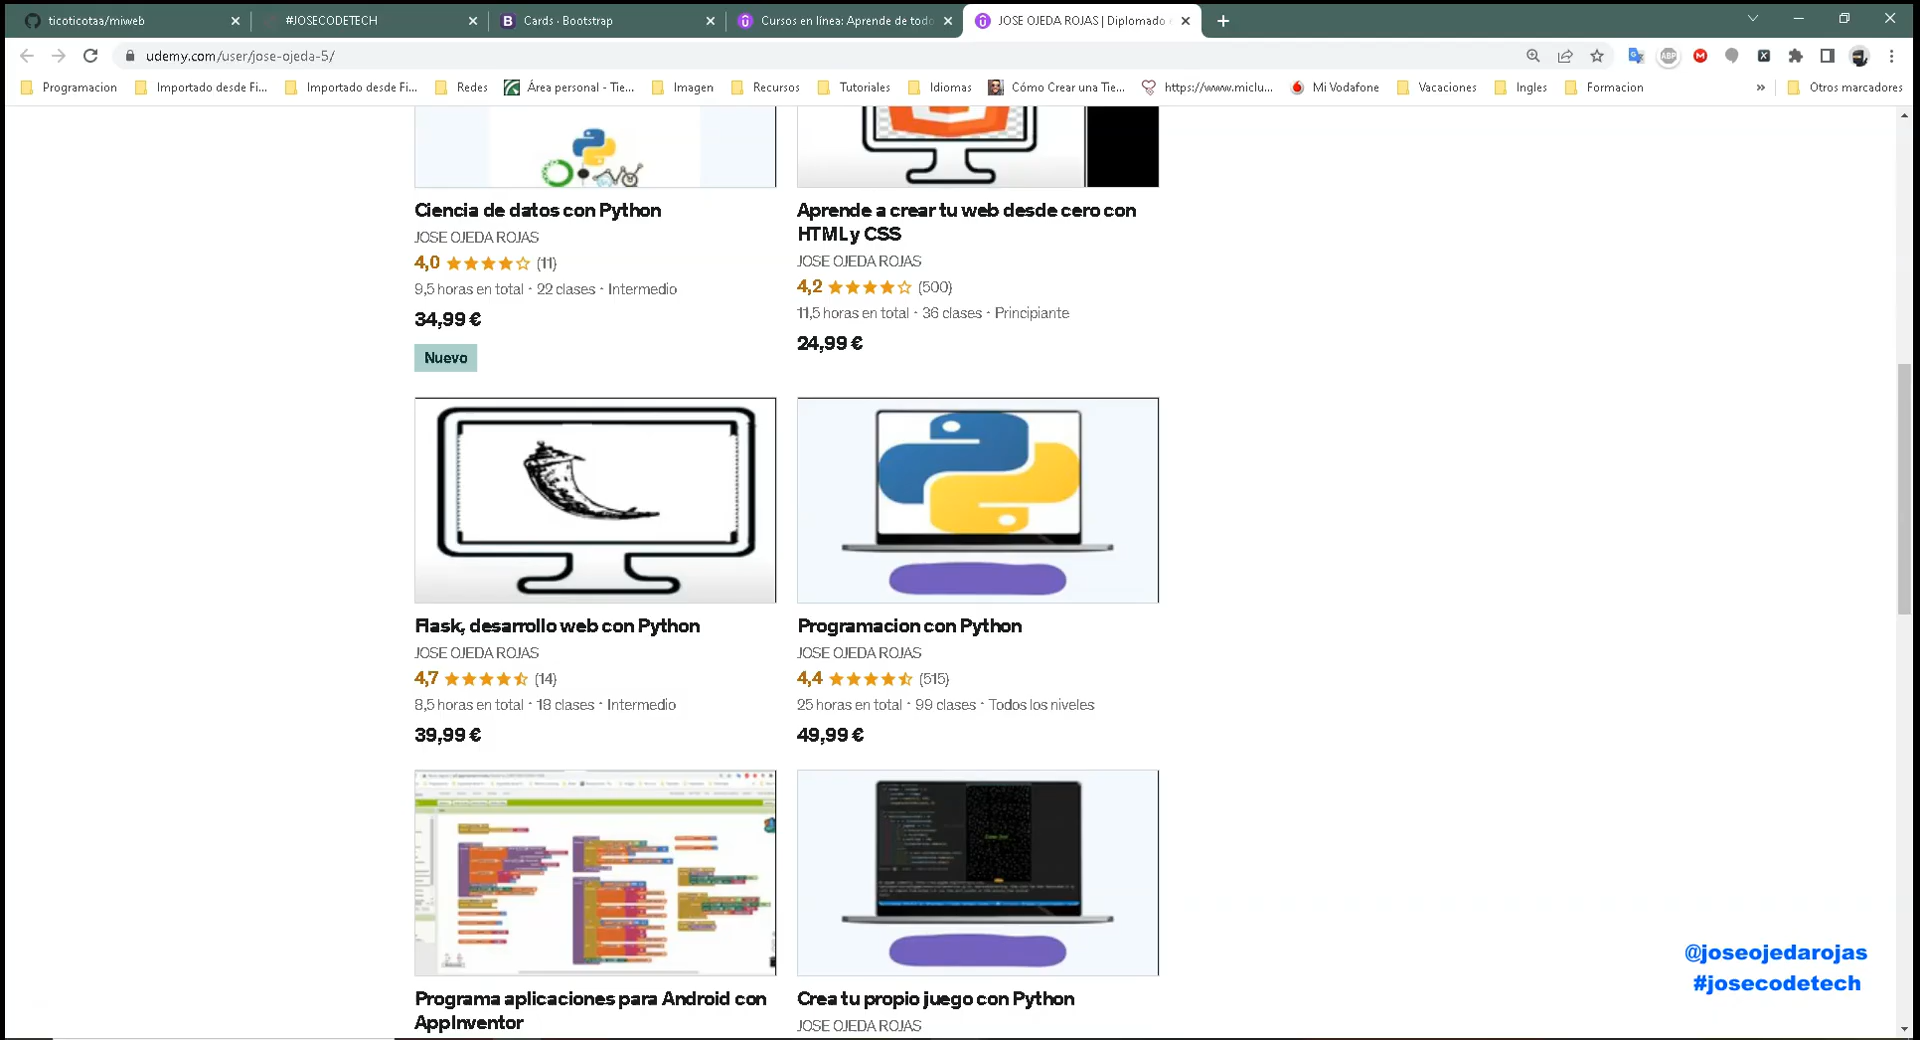 ticoticotaa/miweb
#JOSECODETECH
Cards · Bootstrap
Cursos en línea: Aprende de todo
JOSE OJEDA ROJAS | Diplomado e
udemy.com/user/jose-ojeda-5/
Programacion
Importado desde Fi...
Importado desde Fi...
Redes
Área personal - Tie...
Imagen
Recursos
Tutoriales
Idiomas
Cómo Crear una Tie...
https://www.miclu...
Mi Vodafone
Vacaciones
Ingles
Formacion
»
Otros marcadores
Ciencia de datos con Python
JOSE OJEDA ROJAS
4,0 (11)
9,5 horas en total · 22 clases · Intermedio
34,99 €
Nuevo
Aprende a crear tu web desde cero con
HTML y CSS
JOSE OJEDA ROJAS
4,2 (500)
11,5 horas en total · 36 clases · Principiante
24,99 €
Flask, desarrollo web con Python
JOSE OJEDA ROJAS
4,7 (14)
8,5 horas en total · 18 clases · Intermedio
39,99 €
Programacion con Python
JOSE OJEDA ROJAS
4,4 (515)
25 horas en total · 99 clases · Todos los niveles
49,99 €
Programa aplicaciones para Android con
AppInventor
Crea tu propio juego con Python
JOSE OJEDA ROJAS
@joseojedarojas
#josecodetech